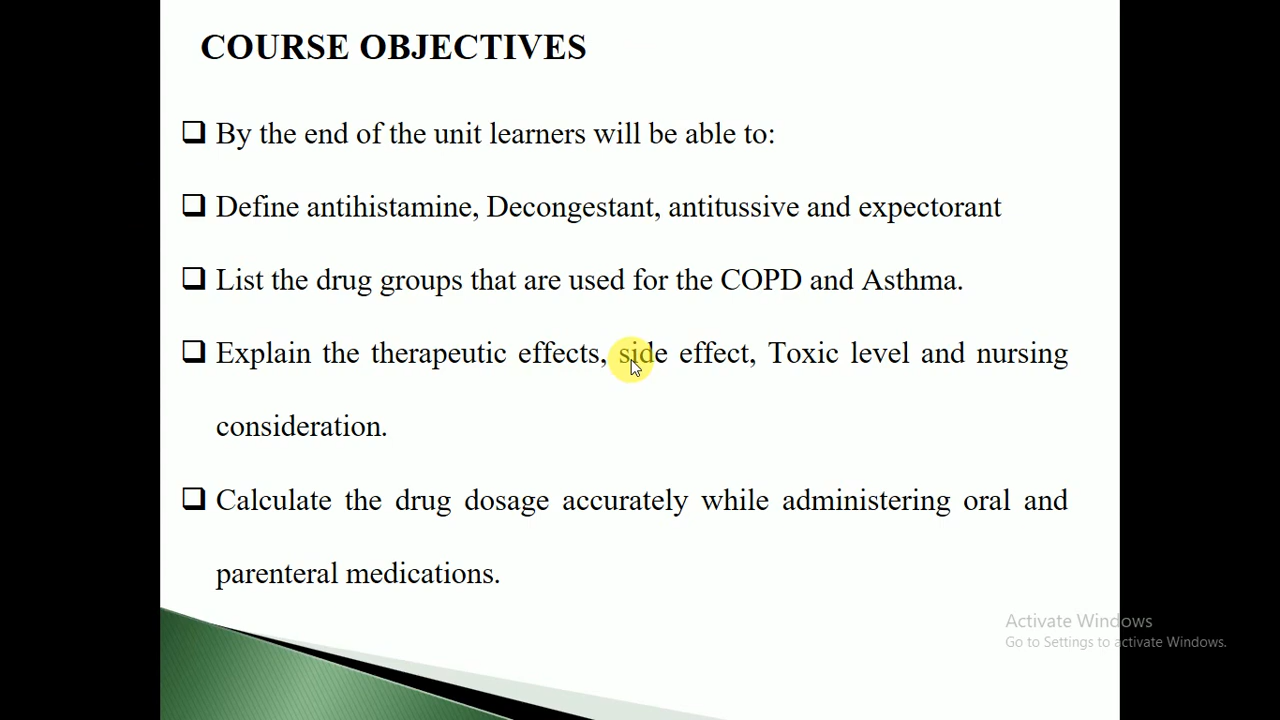 COURSE OBJECTIVES
By the end of the unit learners will be able to:
Define antihistamine, Decongestant, antitussive and expectorant
List the drug groups that are used for the COPD and Asthma.
Explain the therapeutic effects, side effect, Toxic level and nursing
consideration.
Calculate the drug dosage accurately while administering oral and
parenteral medications.
Activate Windows
Go to Settings to activate Windows.